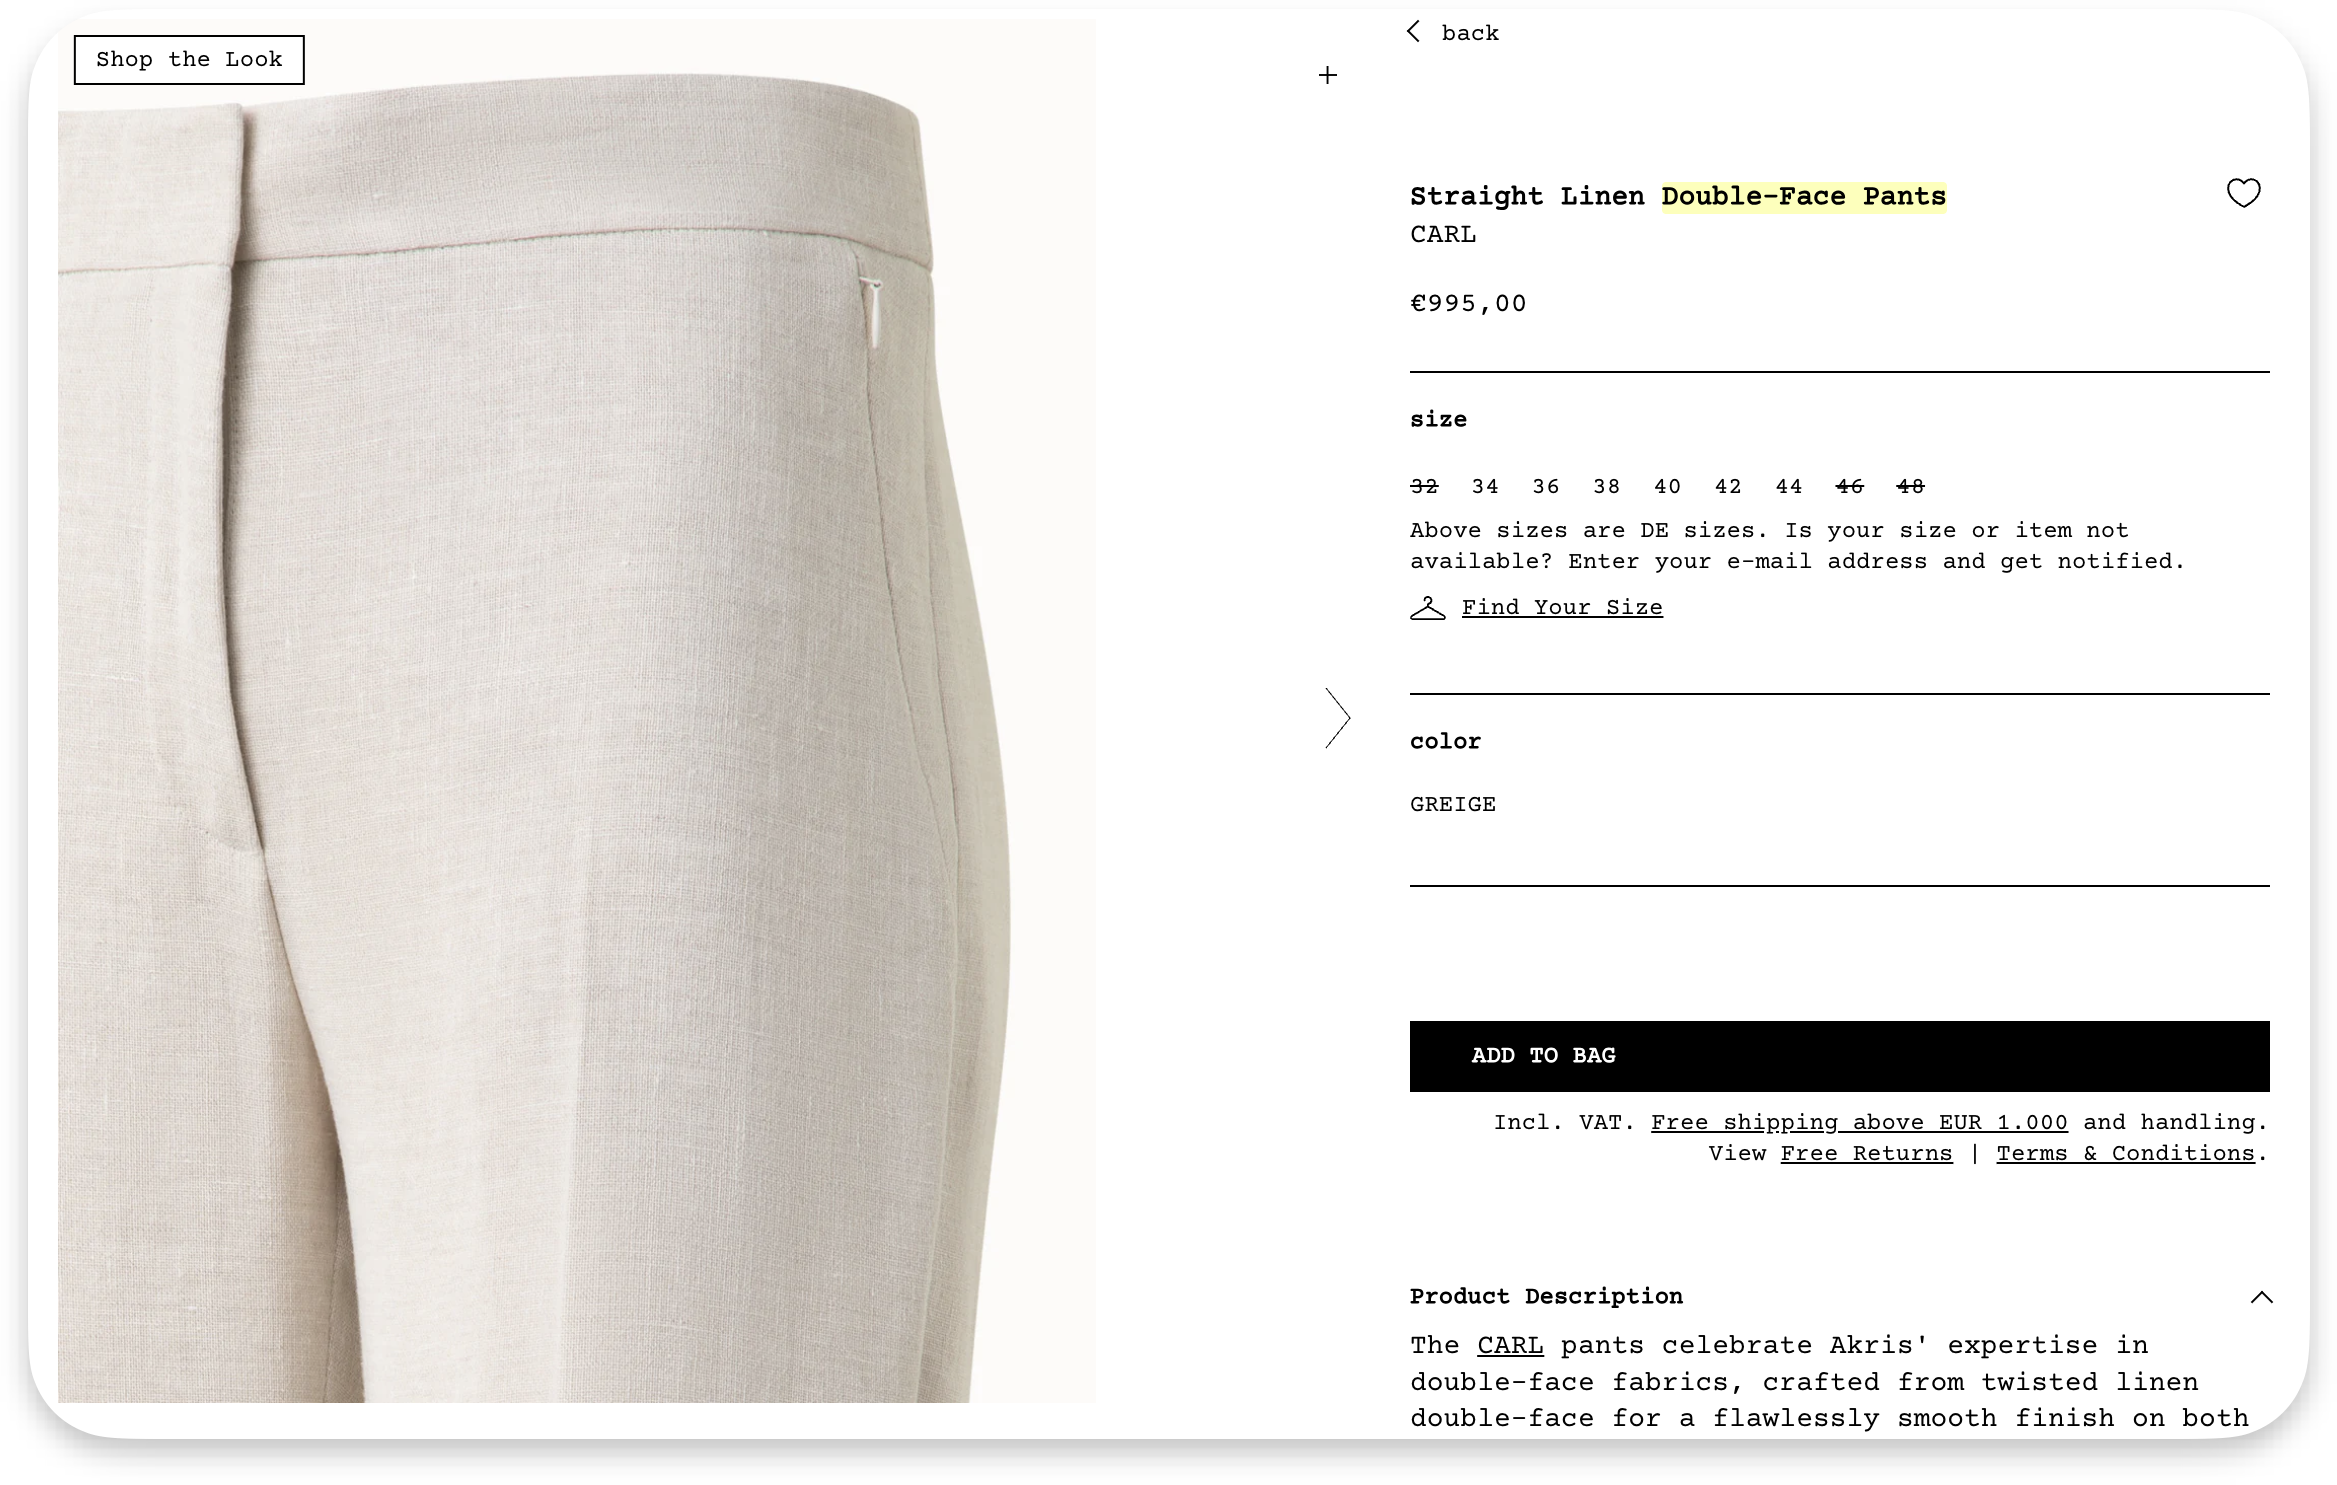 Shop the Look
back
Straight Linen Double-Face Pants
CARL
€995,00
size
32 34 36 38 40 42 44 46 48
Above sizes are DE sizes. Is your size or item not
available? Enter your e-mail address and get notified.
Find Your Size
color
GREIGE
ADD TO BAG
Incl. VAT. Free shipping above EUR 1.000 and handling.
View Free Returns | Terms & Conditions.
Product Description
The CARL pants celebrate Akris' expertise in
double-face fabrics, crafted from twisted linen
double-face for a flawlessly smooth finish on both